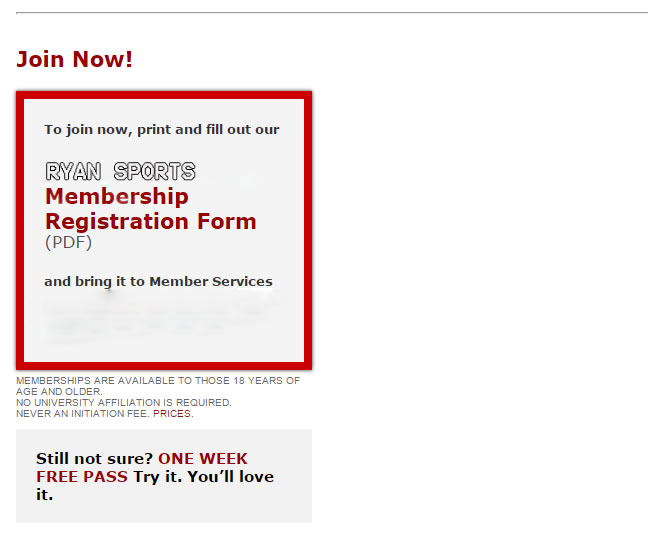 Join Now!
To join now, print and fill out our
RYAN SPORTS
Membership
Registration Form
(PDF)
and bring it to Member Services
MEMBERSHIPS ARE AVAILABLE TO THOSE 18 YEARS OF
AGE AND OLDER.
NO UNIVERSITY AFFILIATION IS REQUIRED.
NEVER AN INITIATION FEE. PRICES.
Still not sure? ONE WEEK
FREE PASS Try it. You’ll love
it.